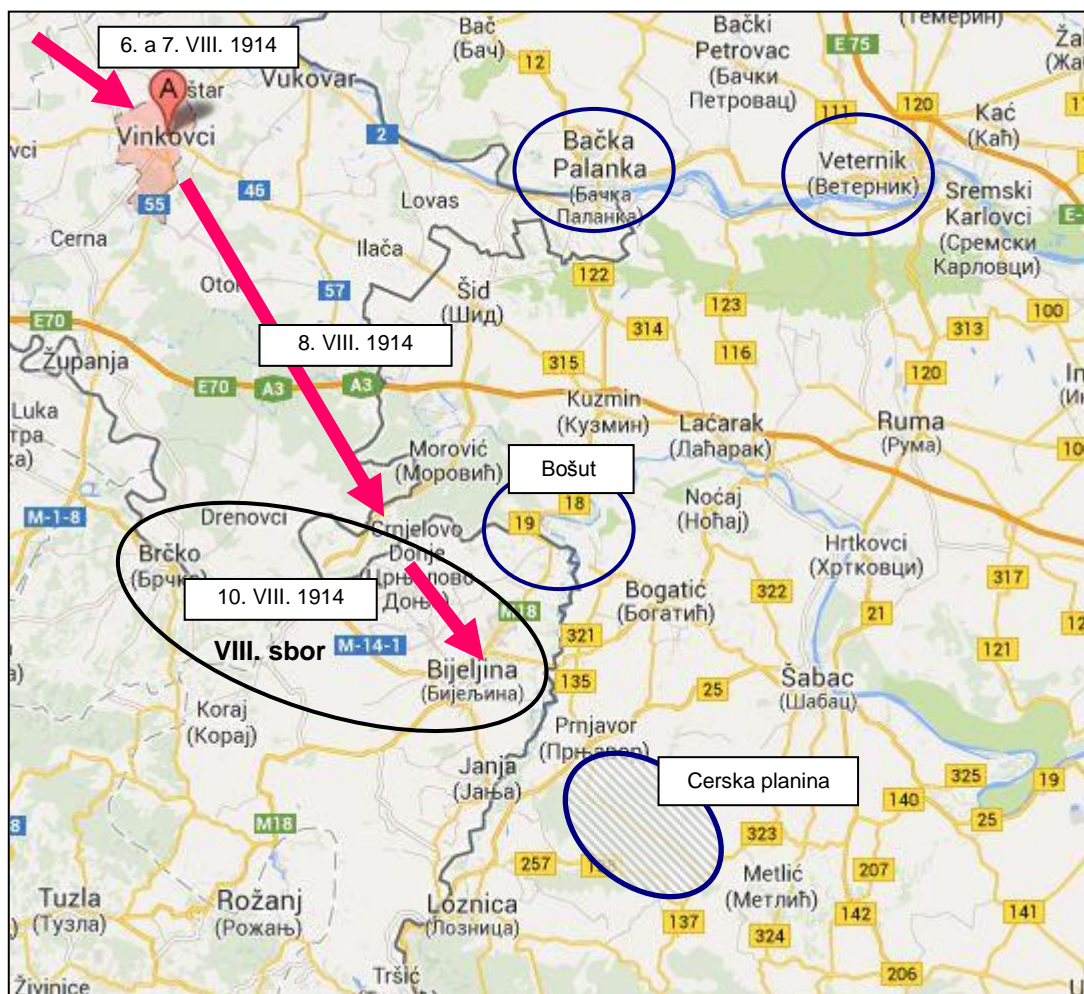 6. a 7. VIII. 1914
Бач
Bač
(Бач)
Bački
Petrovac
(Бачки
Петровац)
(Темерин)
E 75
12
111
120
Kać
(Каћ)
A
Vukovar
Vinkovci
2
55
46
Bačka
Palanka
(Бачка
Паланка)
Veternik
(Ветерник)
Sremski
Karlovci
(Сремски
Карловци)
Lovas
Cerna
Ilača
57
122
Šid
(Шид)
123
100
314
313
E70
Županja
8. VIII. 1914
315
116
120
E70
A3
A3
Kuzmin
(Кузмин)
Laćarak
(Лаћарак)
Ruma
(Рума)
Luka
Morović
(Моровић)
Bošut
18
19
Noćaj
(Ноћај)
M-1-8
Drenovci
Crnjelovo
Donje
Brčko
(Брчко)
Hrtkovci
(Хртковци)
317
10. VIII. 1914
M18
Bogatić
(Богатић)
322
21
VIII. sbor
M-14-1
321
121
Bijeljina
(Бијељина)
135
25
Šabac
(Шабац)
Koraj
(Корај)
Prnjavor
Janja
(Јања)
Cerska planina
325
19
140
25
M18
257
323
Metlić
(Метлић)
207
Tuzla
(Тузла)
Rožanj
(Рожањ)
Loznica
(Лозница)
137
142
141
324
Tršić
206
Živinice